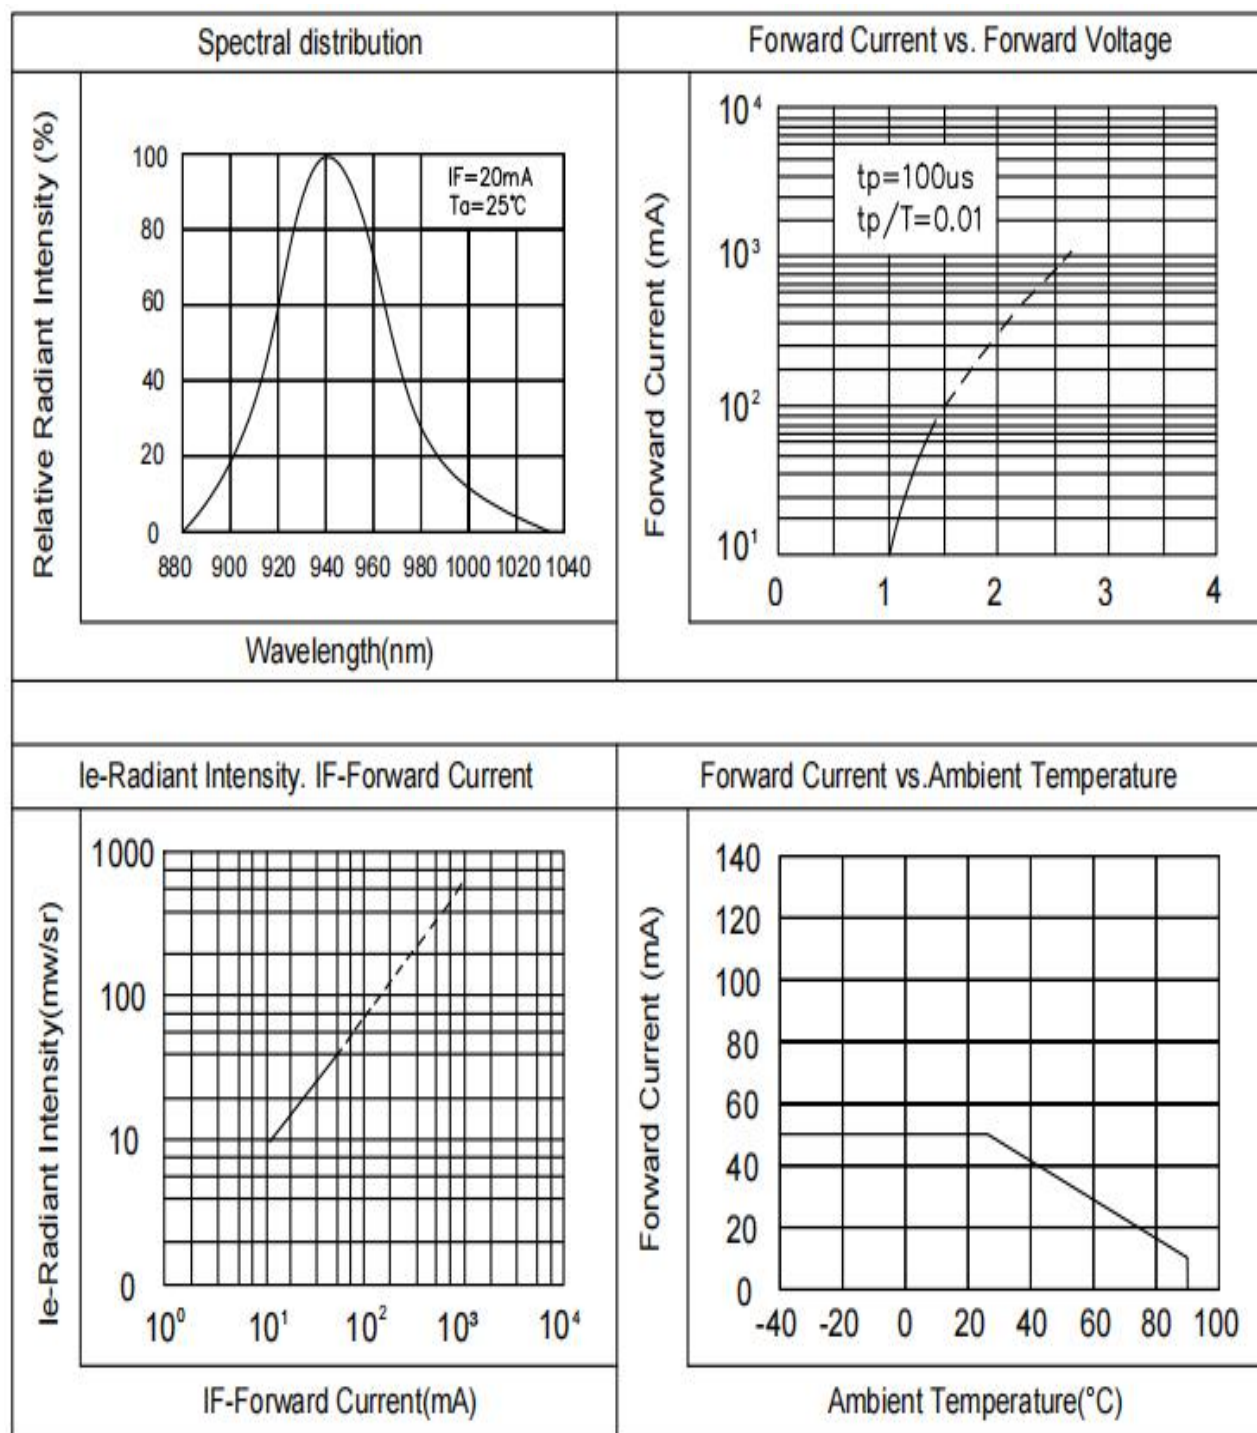 Spectral distribution
Relative Radiant Intensity (%)
100
80
60
40
20
0
IF=20mA
Ta=25℃
880 900 920 940 960 980 1000 1020 1040
Wavelength(nm)
Forward Current vs. Forward Voltage
Forward Current (mA)
10⁴
10³
10²
10¹
tp=100us
tp/T=0.01
0 1 2 3 4
Ie-Radiant Intensity. IF-Forward Current
Ie-Radiant Intensity(mw/sr)
1000
100
10
0
10⁰ 10¹ 10² 10³ 10⁴
IF-Forward Current(mA)
Forward Current vs.Ambient Temperature
Forward Current (mA)
140
120
100
80
60
40
20
0
-40 -20 0 20 40 60 80 100
Ambient Temperature(°C)